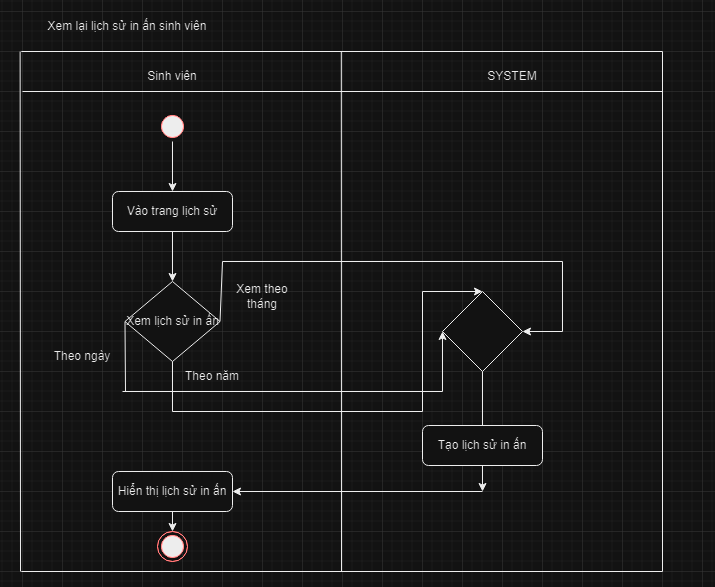 Xem lại lịch sử in ấn sinh viên
Sinh viên
SYSTEM
Vào trang lịch sử
Xem theo
tháng
Xem lịch sử in ấn
Theo ngày
Theo năm
Tạo lịch sử in ấn
Hiển thị lịch sử in ấn